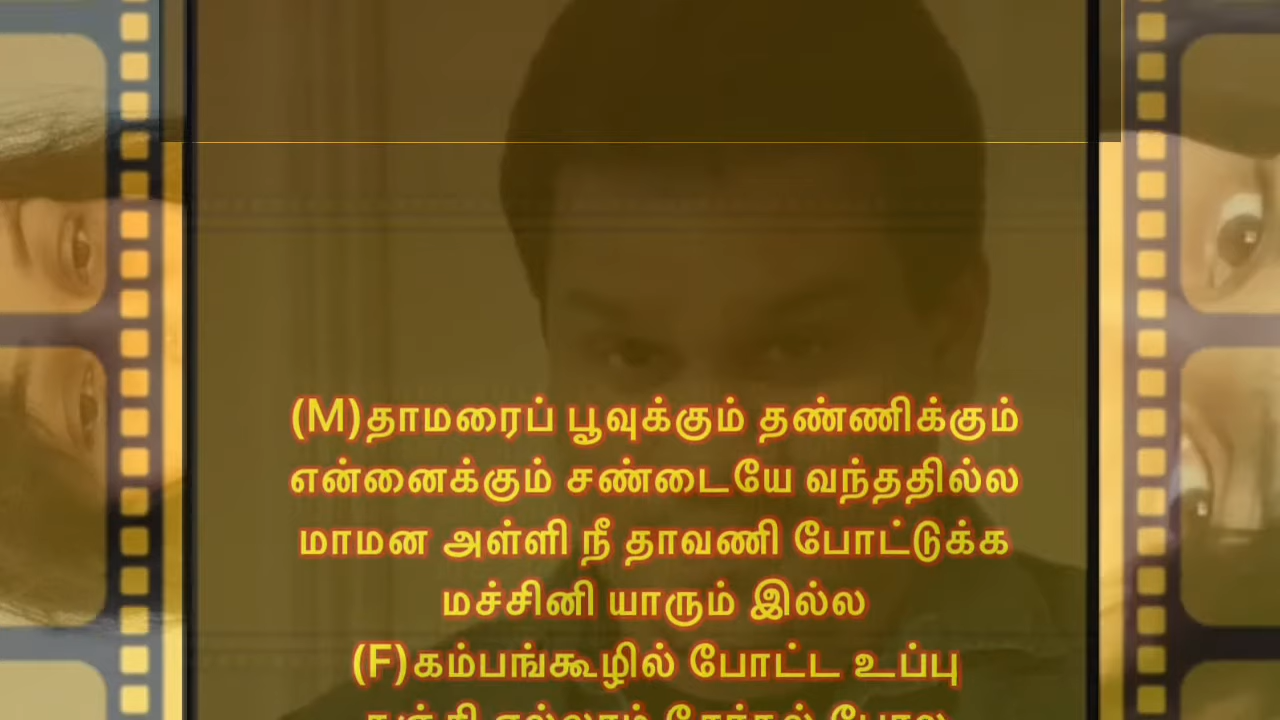 (M)தாமரைப் பூவுக்கும் தண்ணிக்கும்
என்னைக்கும் சண்டையே வந்ததில்ல
மாமன அள்ளி நீ தாவணி போட்டுக்க
மச்சினி யாரும் இல்ல
(F)கம்பங்கூழில் போட்ட உப்பு